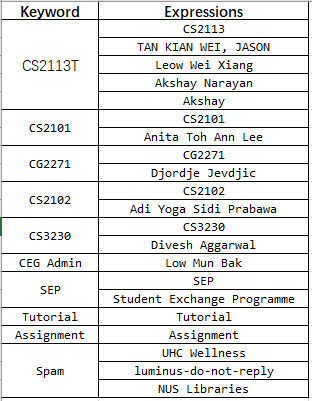 Keyword Expressions
CS2113T
CS2113
TAN KIAN WEI, JASON
Leow Wei Xiang
Akshay Narayan
Akshay
CS2101
CS2101
Anita Toh Ann Lee
CG2271
CG2271
Djordje Jevdjic
CS2102
CS2102
Adi Yoga Sidi Prabawa
CS3230
CS3230
Divesh Aggarwal
CEG Admin Low Mun Bak
SEP
SEP
Student Exchange Programme
Tutorial Tutorial
Assignment Assignment
Spam
UHC Wellness
luminus-do-not-reply
NUS Libraries